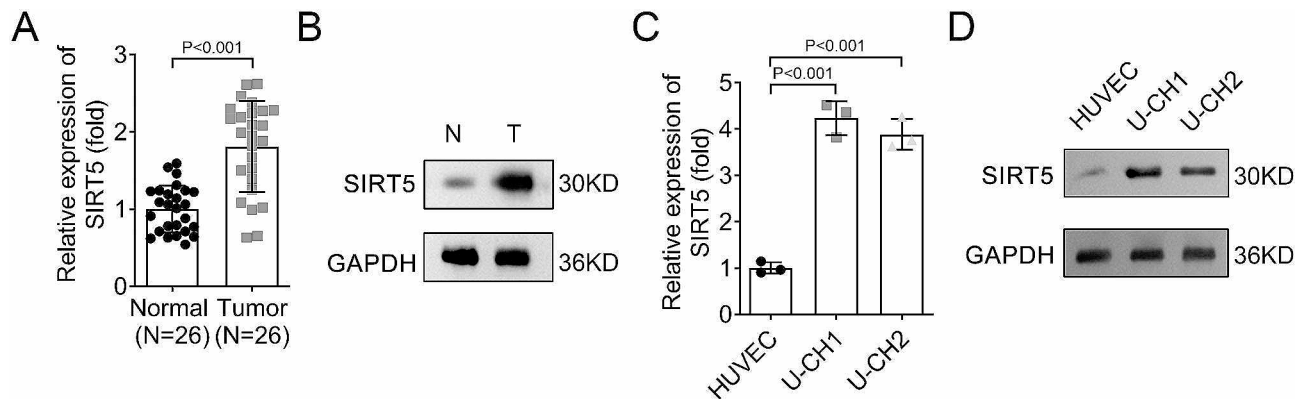 A
Relative expression of
SIRT5 (fold)
3
2
1
0
P<0.001
Normal
(N=26)
Tumor
(N=26)
B
N
T
SIRT5
30KD
GAPDH
36KD
C
Relative expression of
SIRT5 (fold)
5
4
3
2
1
0
P<0.001
P<0.001
HUVEC
U-CH1
U-CH2
D
HUVEC
U-CH1
U-CH2
SIRT5
30KD
GAPDH
36KD